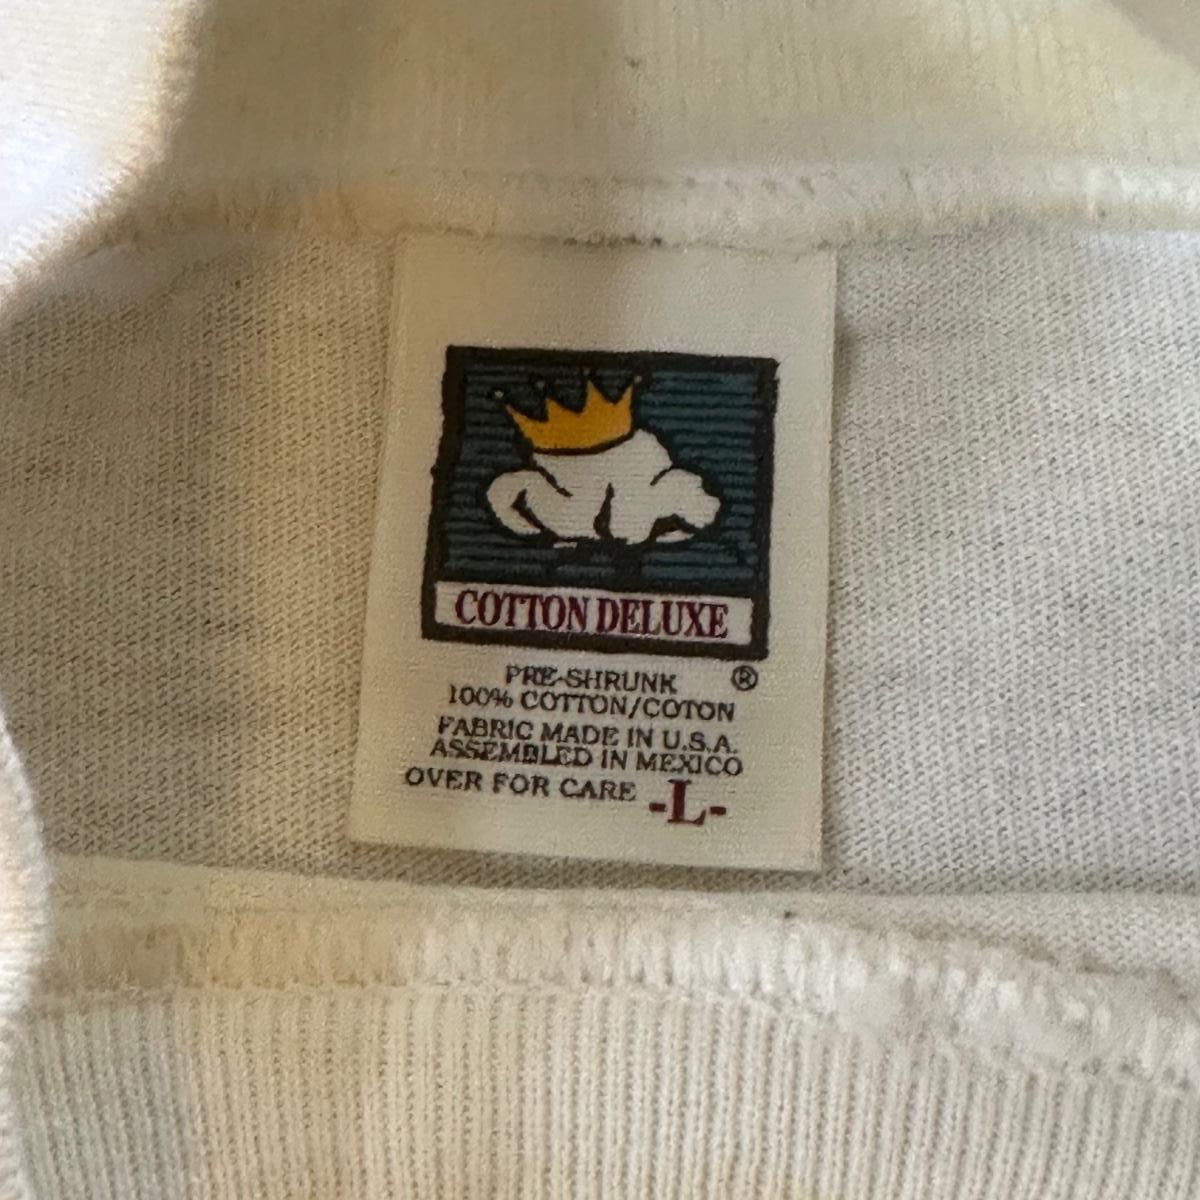 COTTON DELUXE
®
PRE-SHRUNK
100% COTTON/COTON
FABRIC MADE IN U.S.A.
ASSEMBLED IN MEXICO
OVER FOR CARE -L-